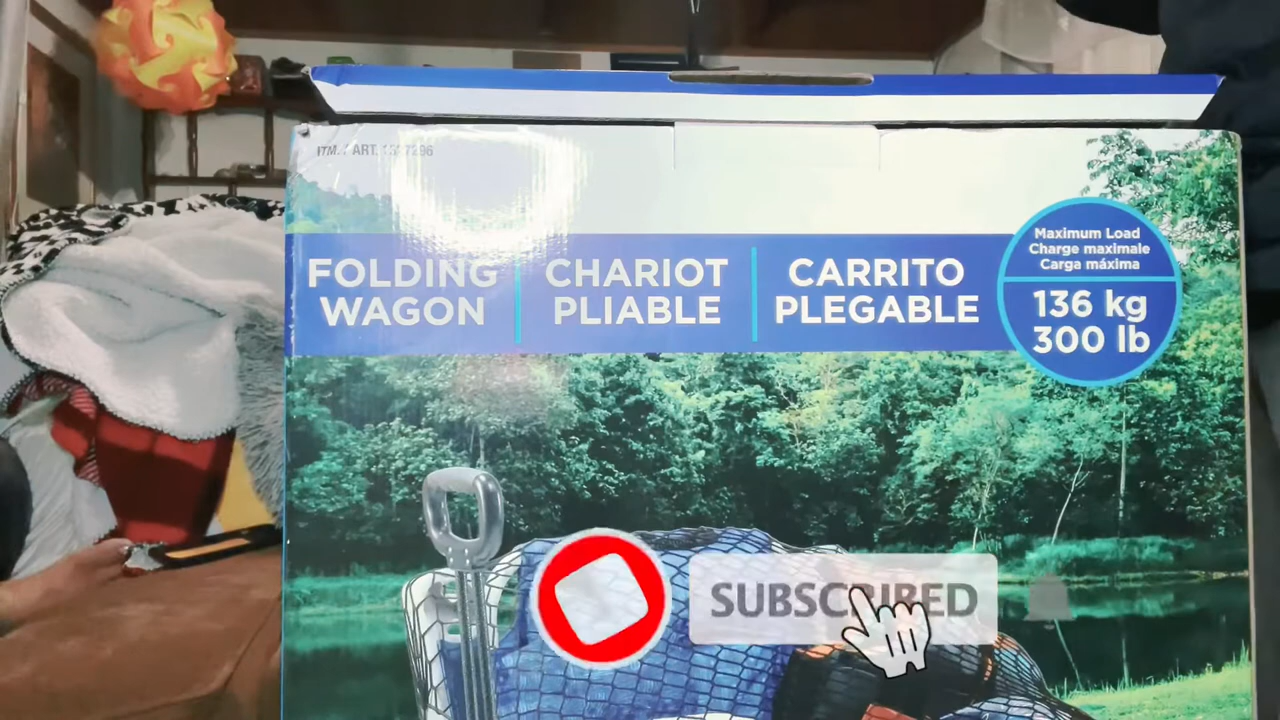 ITM. / ART.
FOLDING
WAGON
CHARIOT
PLIABLE
CARRITO
PLEGABLE
Maximum Load
Charge maximale
Carga máxima
136 kg
300 lb
SUBSCRIBED